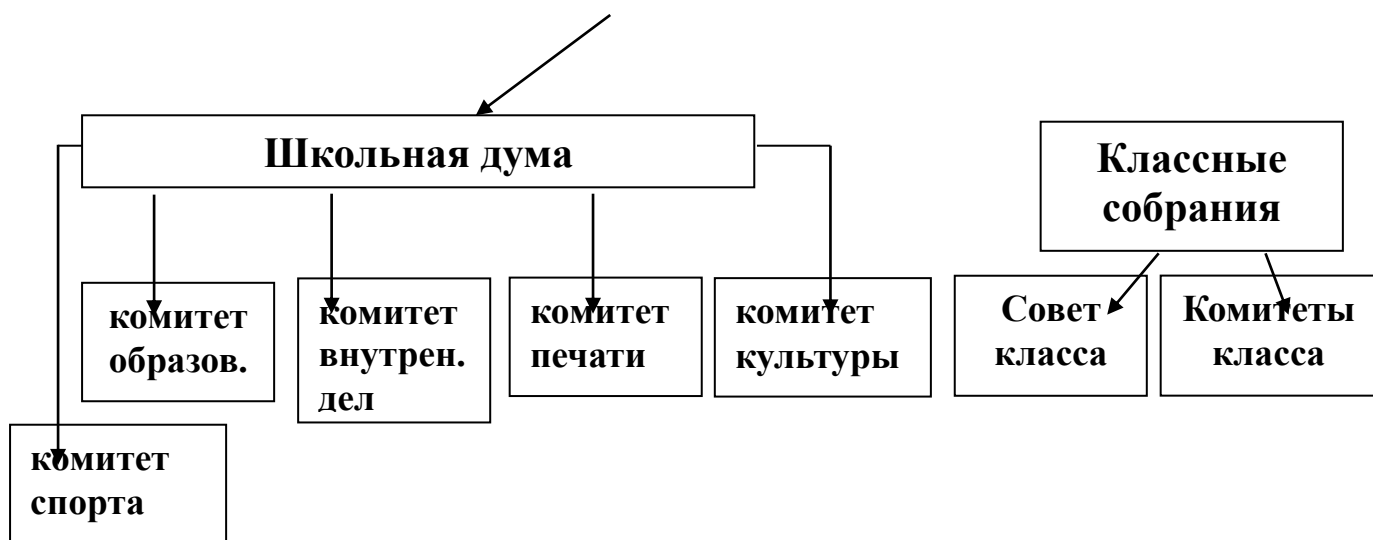 Школьная дума
Классные
собрания
комитет
образов.
комитет
внутрен.
дел
комитет
печати
комитет
культуры
Совет
класса
Комитеты
класса
комитет
спорта